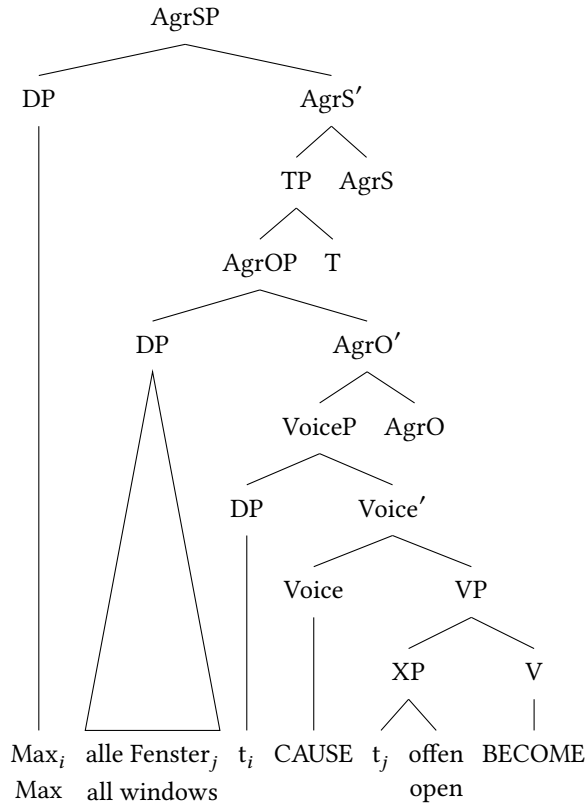 AgrSP
DP AgrS′
TP AgrS
AgrOP T
DP AgrO′
VoiceP AgrO
DP Voice′
Voice VP
XP V
Maxᵢ alle Fensterⱼ tᵢ CAUSE tⱼ offen BECOME
Max all windows open